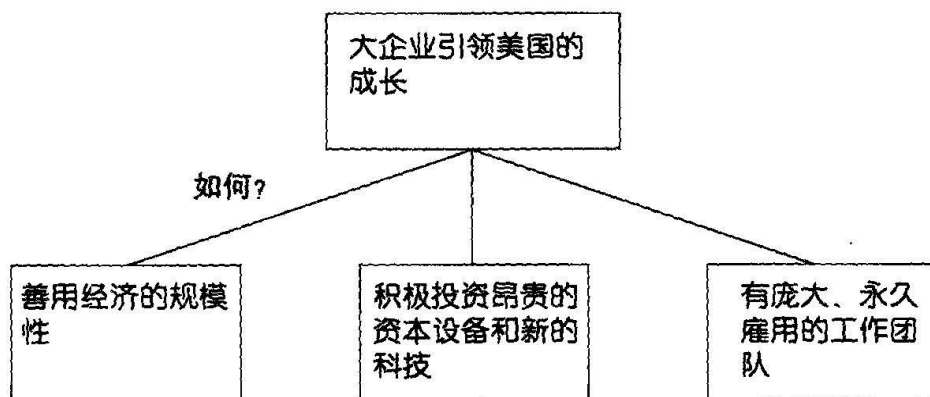 大企业引领美国的
成长
如何?
善用经济的规模
性
积极投资昂贵的
资本设备和新的
科技
有庞大、永久
雇用的工作团
队